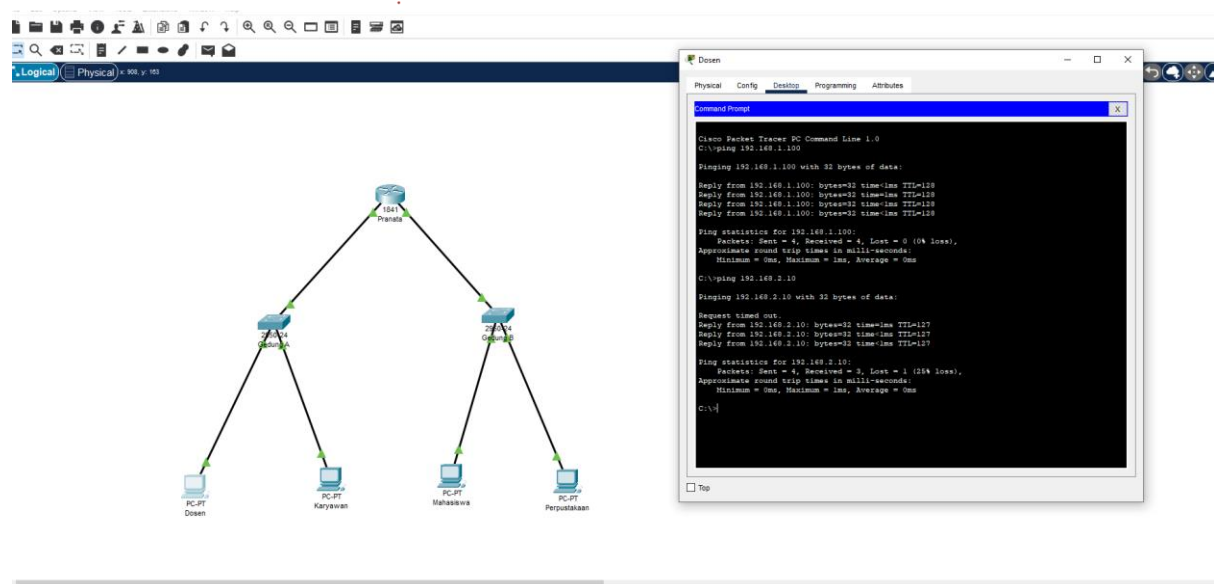 Logical
Physical x: 908, y: 163
1841
Pranata
Gedung A
Gedung B
PC-PT
Dosen
PC-PT
Karyawan
PC-PT
Mahasiswa
PC-PT
Perpustakaan
Dosen
Physical Config Desktop Programming Attributes
Command Prompt X
Cisco Packet Tracer PC Command Line 1.0
C:\>ping 192.168.1.100
Pinging 192.168.1.100 with 32 bytes of data:
Reply from 192.168.1.100: bytes=32 time<1ms TTL=128
Reply from 192.168.1.100: bytes=32 time<1ms TTL=128
Reply from 192.168.1.100: bytes=32 time<1ms TTL=128
Reply from 192.168.1.100: bytes=32 time<1ms TTL=128
Ping statistics for 192.168.1.100:
Packets: Sent = 4, Received = 4, Lost = 0 (0% loss),
Approximate round trip times in milli-seconds:
Minimum = 0ms, Maximum = 1ms, Average = 0ms
C:\>ping 192.168.2.10
Pinging 192.168.2.10 with 32 bytes of data:
Request timed out.
Reply from 192.168.2.10: bytes=32 time=1ms TTL=127
Reply from 192.168.2.10: bytes=32 time<1ms TTL=127
Reply from 192.168.2.10: bytes=32 time<1ms TTL=127
Ping statistics for 192.168.2.10:
Packets: Sent = 4, Received = 3, Lost = 1 (25% loss),
Approximate round trip times in milli-seconds:
Minimum = 0ms, Maximum = 1ms, Average = 0ms
C:\>
Top